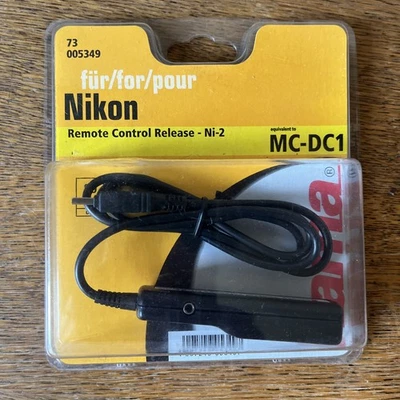 73
005349
für/for/pour
Nikon
Remote Control Release - Ni-2
equivalent to
MC-DC1
ama®